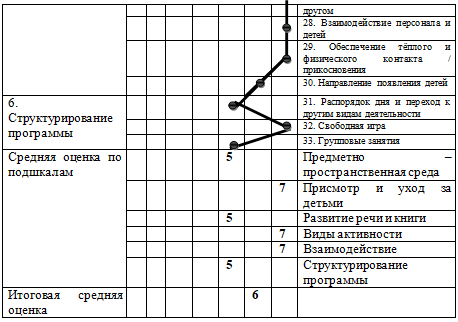 другом
28. Взаимодействие персонала и
детей
29. Обеспечение тёплого и
физического контакта /
прикосновения
30. Направление появления детей
6.
Структурирование
программы
31. Распорядок дня и переход к
другим видам деятельности
32. Свободная игра
33. Групповые занятия
Средняя оценка по
подшкалам
5
Предметно –
пространственная среда
7
Присмотр и уход за
детьми
5
Развитие речи и книги
7
Виды активности
7
Взаимодействие
5
Структурирование
программы
Итоговая средняя
оценка
6